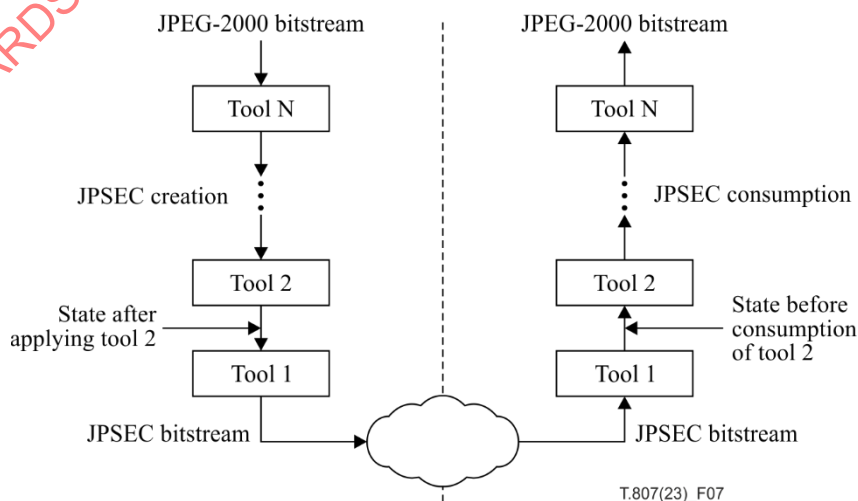 JPEG-2000 bitstream
Tool N
JPSEC creation
Tool 2
State after
applying tool 2
Tool 1
JPSEC bitstream
JPEG-2000 bitstream
Tool N
JPSEC consumption
Tool 2
State before
consumption
of tool 2
Tool 1
JPSEC bitstream
T.807(23)_F07